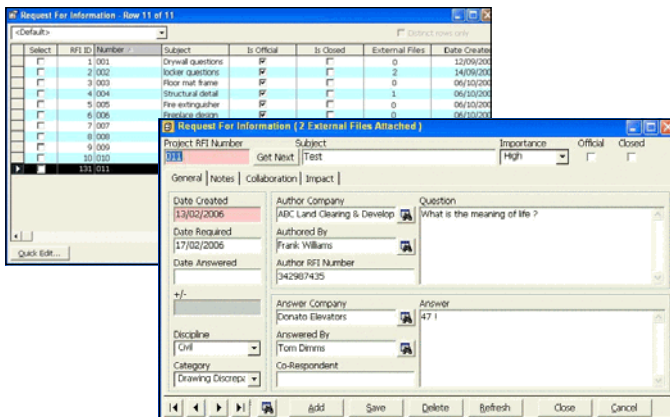 Request For Information - Row 11 of 11
<Default>
Distinct rows only
Select RFI ID Number Subject Is Official Is Closed External Files Date Create
1 001 Drywall questions 0 12/09/200
2 002 locker questions 2 14/09/200
3 003 Floor mat frame 0 06/10/200
4 004 Structural detail 1 06/10/200
5 005 Fire extinguisher 0 06/10/200
6 006 Fireplace design 0 06/10/200
7 007
8 008
9 009
10 010
131 011
Quick Edit...
Request For Information ( 2 External Files Attached )
Project RFI Number Subject Importance Official Closed
011 Get Next Test High
General Notes Collaboration Impact
Date Created Author Company Question
13/02/2006 ABC Land Clearing & Develop What is the meaning of life ?
Date Required Authored By
17/02/2006 Frank Williams
Date Answered Author RFI Number
342987435
+/-
Answer Company Answer
Donato Elevators 47 !
Discipline Answered By
Civil Tom Dimms
Category Co-Respondent
Drawing Discrepa
Add Save Delete Refresh Close Cancel